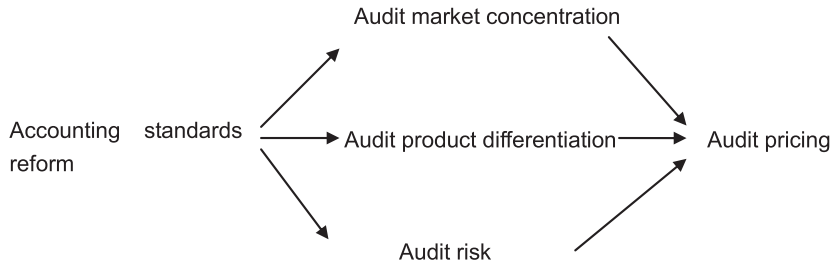 Audit market concentration
Accounting standards
reform
Audit product differentiation
Audit pricing
Audit risk